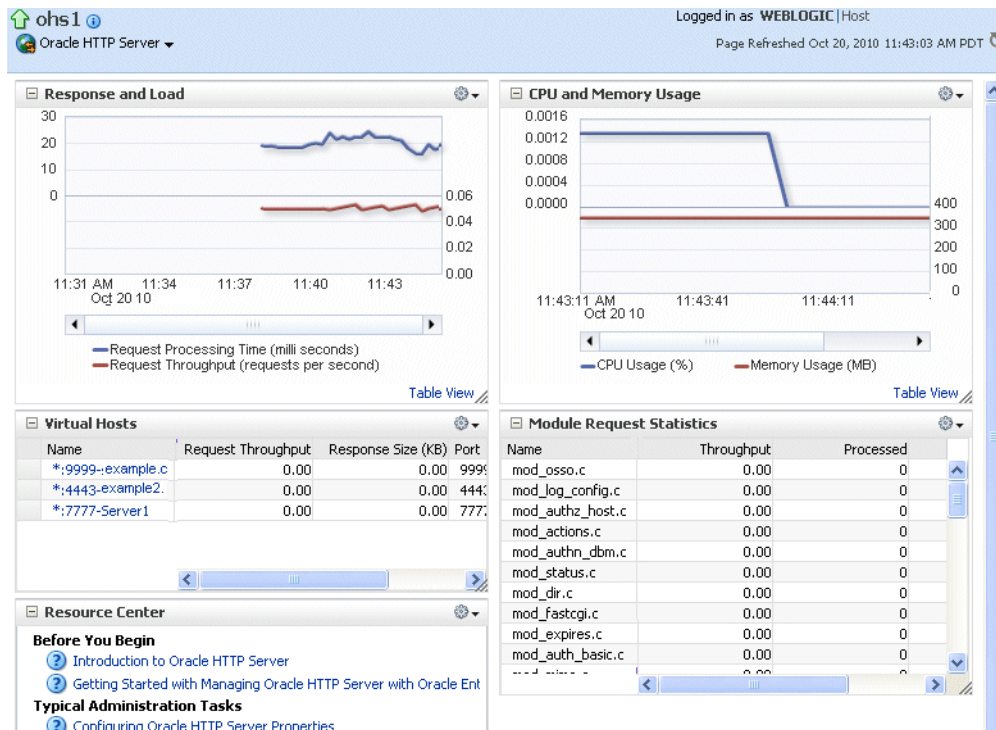 ohs1
Logged in as WEBLOGIC|Host
Oracle HTTP Server
Page Refreshed Oct 20, 2010 11:43:03 AM PDT
Response and Load
30
20
10
0
0.06
0.04
0.02
0.00
11:31 AM 11:34 11:37 11:40 11:43
Oct 20 10
Request Processing Time (milli seconds)
Request Throughput (requests per second)
Table View
CPU and Memory Usage
0.0016
0.0012
0.0008
0.0004
0.0000
400
300
200
100
0
11:43:11 AM 11:43:41 11:44:11
Oct 20 10
CPU Usage (%) Memory Usage (MB)
Table View
Virtual Hosts
Name Request Throughput Response Size (KB) Port
*:9999-:example.c 0.00 0.00 9999
*:4443-example2. 0.00 0.00 444
*:7777-Server1 0.00 0.00 777
Module Request Statistics
Name Throughput Processed
mod_osso.c 0.00 0
mod_log_config.c 0.00 0
mod_authz_host.c 0.00 0
mod_actions.c 0.00 0
mod_authn_dbm.c 0.00 0
mod_status.c 0.00 0
mod_dir.c 0.00 0
mod_fastcgi.c 0.00 0
mod_expires.c 0.00 0
mod_auth_basic.c 0.00 0
Resource Center
Before You Begin
Introduction to Oracle HTTP Server
Getting Started with Managing Oracle HTTP Server with Oracle Ent
Typical Administration Tasks
Configuring Oracle HTTP Server Properties